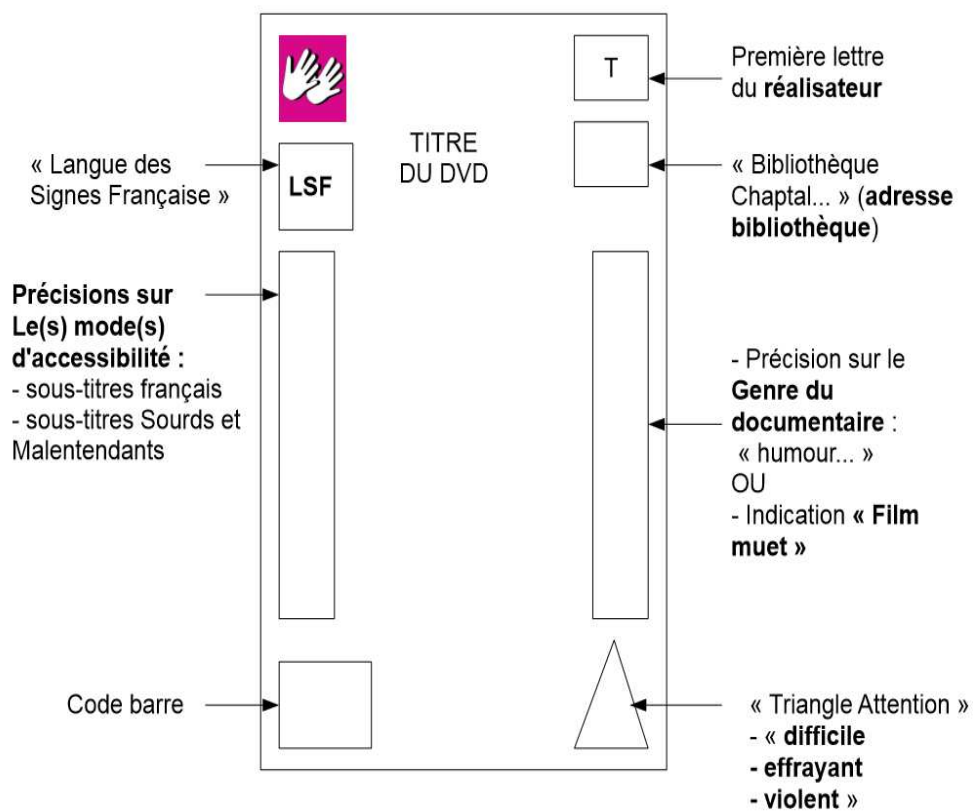 T
Première lettre
du réalisateur
TITRE
DU DVD
« Langue des
Signes Française »
LSF
« Bibliothèque
Chaptal... » (adresse
bibliothèque)
Précisions sur
Le(s) mode(s)
d'accessibilité :
- sous-titres français
- sous-titres Sourds et
Malentendants
- Précision sur le
Genre du
documentaire :
« humour... »
OU
- Indication « Film
muet »
Code barre
« Triangle Attention »
- « difficile
- effrayant
- violent »